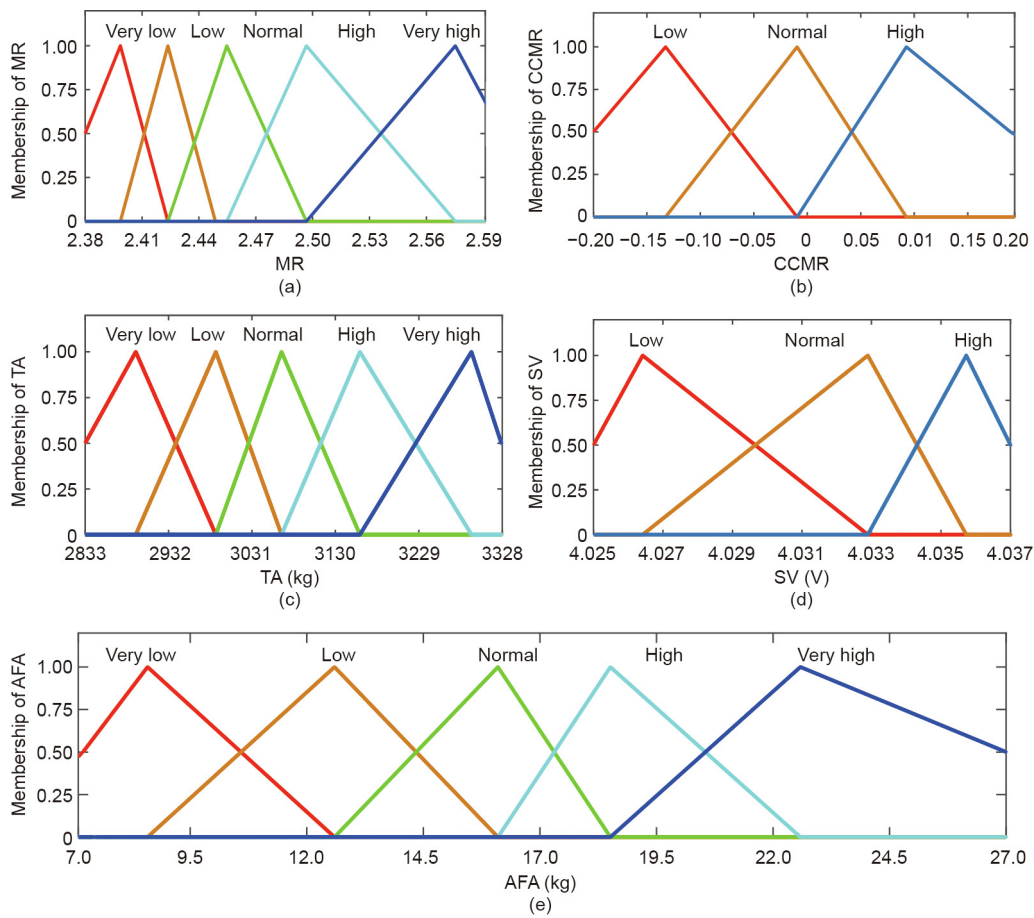 Very low Low Normal High Very high
Membership of MR
1.00
0.75
0.50
0.25
0
2.38 2.41 2.44 2.47 2.50 2.53 2.56 2.59
MR
(a)
Low Normal High
Membership of CCMR
1.00
0.75
0.50
0.25
0
−0.20 −0.15 −0.10 −0.05 0 0.05 0.01 0.15 0.20
CCMR
(b)
Very low Low Normal High Very high
Membership of TA
1.00
0.75
0.50
0.25
0
2833 2932 3031 3130 3229 3328
TA (kg)
(c)
Low Normal High
Membership of SV
1.00
0.75
0.50
0.25
0
4.025 4.027 4.029 4.031 4.033 4.035 4.037
SV (V)
(d)
Very low Low Normal High Very high
Membership of AFA
1.00
0.75
0.50
0.25
0
7.0 9.5 12.0 14.5 17.0 19.5 22.0 24.5 27.0
AFA (kg)
(e)